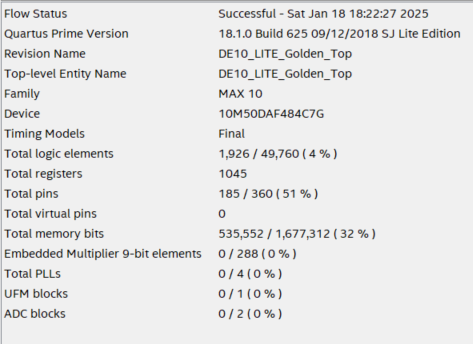 Flow Status Successful - Sat Jan 18 18:22:27 2025
Quartus Prime Version 18.1.0 Build 625 09/12/2018 SJ Lite Edition
Revision Name DE10_LITE_Golden_Top
Top-level Entity Name DE10_LITE_Golden_Top
Family MAX 10
Device 10M50DAF484C7G
Timing Models Final
Total logic elements 1,926 / 49,760 ( 4 % )
Total registers 1045
Total pins 185 / 360 ( 51 % )
Total virtual pins 0
Total memory bits 535,552 / 1,677,312 ( 32 % )
Embedded Multiplier 9-bit elements 0 / 288 ( 0 % )
Total PLLs 0 / 4 ( 0 % )
UFM blocks 0 / 1 ( 0 % )
ADC blocks 0 / 2 ( 0 % )